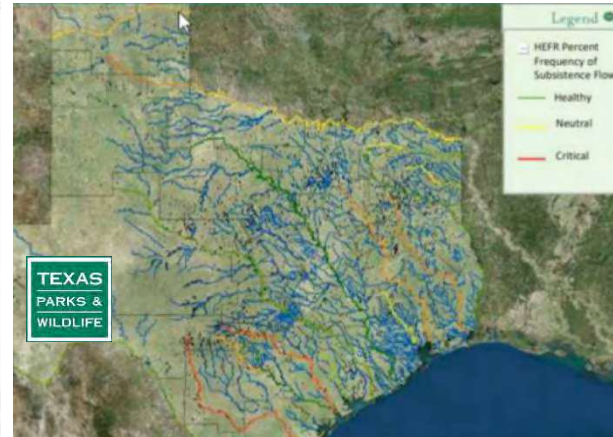 Legend
HEFR Percent
Frequency of
Subsistence Flow
Healthy
Neutral
Critical
TEXAS
PARKS &
WILDLIFE